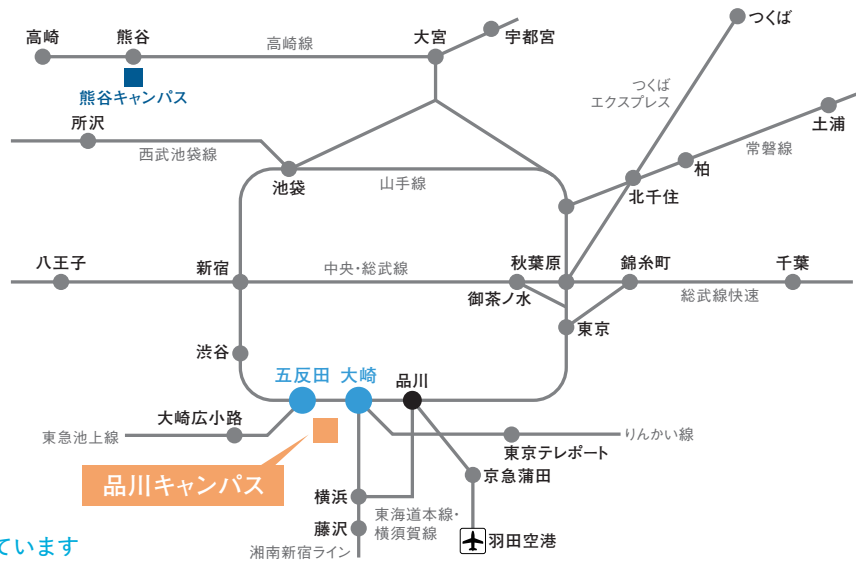 つくば
高崎
熊谷
高崎線
大宮
宇都宮
熊谷キャンパス
つくば
エクスプレス
土浦
所沢
西武池袋線
常磐線
柏
池袋
山手線
北千住
八王子
新宿
中央・総武線
秋葉原
錦糸町
千葉
御茶ノ水
総武線快速
東京
渋谷
五反田
大崎
品川
大崎広小路
東急池上線
りんかい線
東京テレポート
品川キャンパス
京急蒲田
横浜
東海道本線・
横須賀線
藤沢
羽田空港
湘南新宿ライン
ています